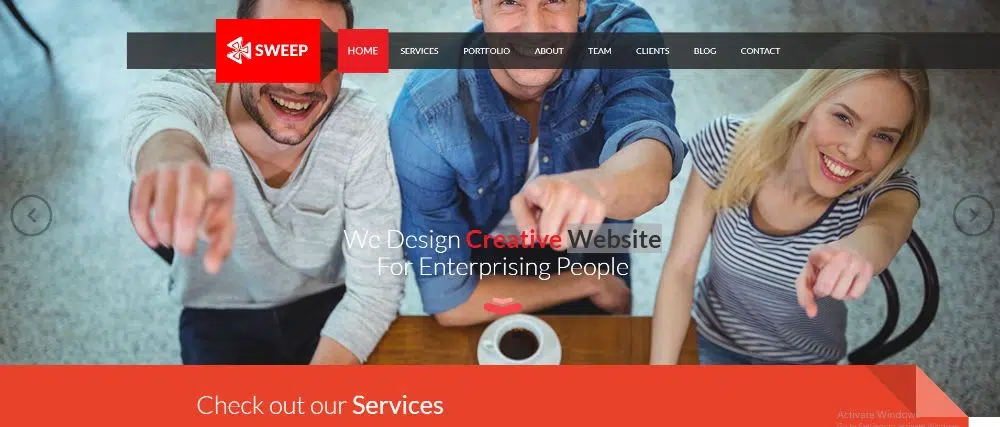 SWEEP
HOME SERVICES PORTFOLIO ABOUT TEAM CLIENTS BLOG CONTACT
We Design Creative Website
For Enterprising People
Check out our Services
Activate Windows